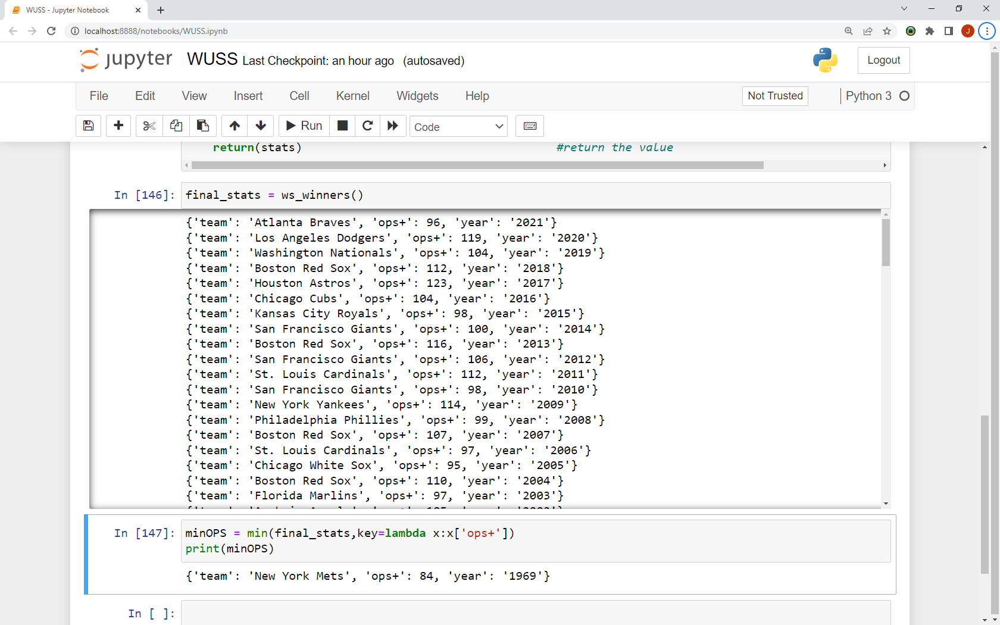 WUSS - Jupyter Notebook
localhost:8888/notebooks/WUSS.ipynb
J
jupyter WUSS Last Checkpoint: an hour ago (autosaved)
Logout
File Edit View Insert Cell Kernel Widgets Help
Not Trusted
Python 3
Run
Code
return(stats) #return the value
In [146]: final_stats = ws_winners()
{'team': 'Atlanta Braves', 'ops+': 96, 'year': '2021'}
{'team': 'Los Angeles Dodgers', 'ops+': 119, 'year': '2020'}
{'team': 'Washington Nationals', 'ops+': 104, 'year': '2019'}
{'team': 'Boston Red Sox', 'ops+': 112, 'year': '2018'}
{'team': 'Houston Astros', 'ops+': 123, 'year': '2017'}
{'team': 'Chicago Cubs', 'ops+': 104, 'year': '2016'}
{'team': 'Kansas City Royals', 'ops+': 98, 'year': '2015'}
{'team': 'San Francisco Giants', 'ops+': 100, 'year': '2014'}
{'team': 'Boston Red Sox', 'ops+': 116, 'year': '2013'}
{'team': 'San Francisco Giants', 'ops+': 106, 'year': '2012'}
{'team': 'St. Louis Cardinals', 'ops+': 112, 'year': '2011'}
{'team': 'San Francisco Giants', 'ops+': 98, 'year': '2010'}
{'team': 'New York Yankees', 'ops+': 114, 'year': '2009'}
{'team': 'Philadelphia Phillies', 'ops+': 99, 'year': '2008'}
{'team': 'Boston Red Sox', 'ops+': 107, 'year': '2007'}
{'team': 'St. Louis Cardinals', 'ops+': 97, 'year': '2006'}
{'team': 'Chicago White Sox', 'ops+': 95, 'year': '2005'}
{'team': 'Boston Red Sox', 'ops+': 110, 'year': '2004'}
{'team': 'Florida Marlins', 'ops+': 97, 'year': '2003'}
In [147]: minOPS = min(final_stats,key=lambda x:x['ops+'])
print(minOPS)
{'team': 'New York Mets', 'ops+': 84, 'year': '1969'}
In [ ]: